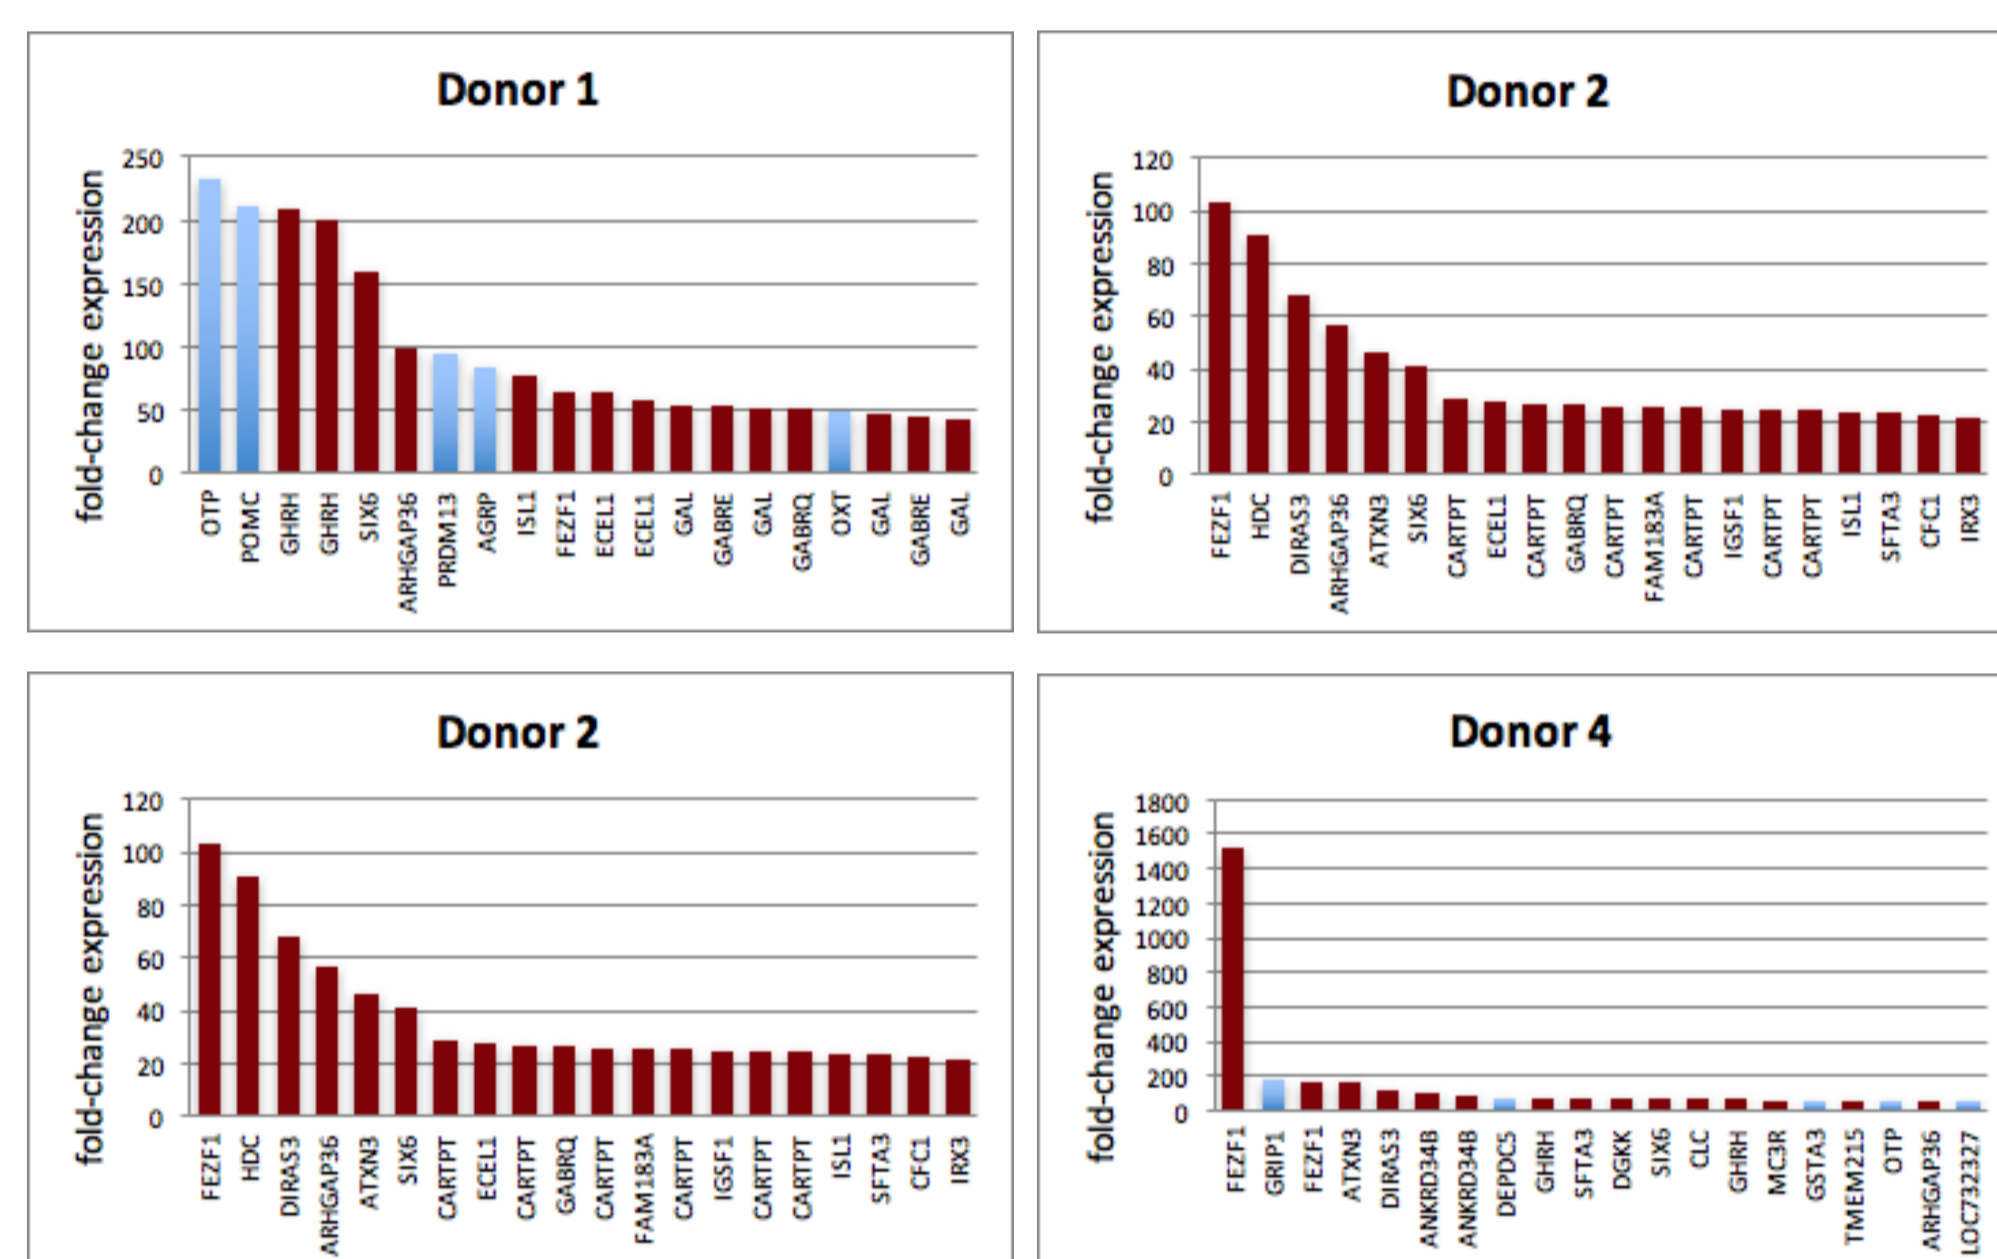 Donor 1
fold-change expression
250
200
150
100
50
0
OTP
POMC
GHRH
GHRH
SIX6
ARHGAP36
PRDM13
AGRP
ISL1
FEZF1
ECEL1
ECEL1
GAL
GABRE
GAL
GABRQ
OXT
GAL
GABRE
GAL
Donor 2
fold-change expression
120
100
80
60
40
20
0
FEZF1
HDC
DIRAS3
ARHGAP36
ATXN3
SIX6
CARTPT
ECEL1
CARTPT
GABRQ
CARTPT
FAM183A
CARTPT
IGSF1
CARTPT
CARTPT
ISL1
SFTA3
CFC1
IRX3
Donor 2
fold-change expression
120
100
80
60
40
20
0
FEZF1
HDC
DIRAS3
ARHGAP36
ATXN3
SIX6
CARTPT
ECEL1
CARTPT
GABRQ
CARTPT
FAM183A
CARTPT
IGSF1
CARTPT
CARTPT
ISL1
SFTA3
CFC1
IRX3
Donor 4
fold-change expression
1800
1600
1400
1200
1000
800
600
400
200
0
FEZF1
GRIP1
FEZF1
ATXN3
DIRAS3
ANKRD34B
ANKRD34B
DEPDC5
GHRH
SFTA3
DGKK
SIX6
CLC
GHRH
MC3R
GSTA3
TMEM215
OTP
ARHGAP36
LOC732327